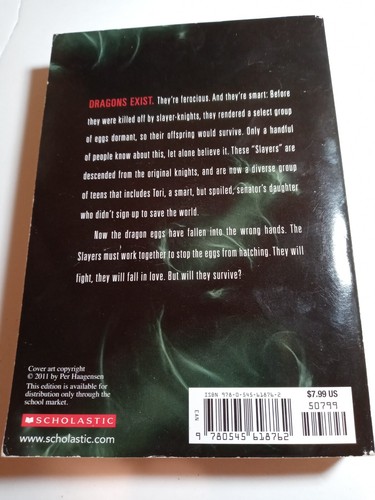 DRAGONS EXIST. They're ferocious. And they're smart: Before
they were killed off by slayer-knights, they rendered a select group
of eggs dormant, so their offspring would survive. Only a handful
of people know about this, let alone believe it. These "Slayers" are
descended from the original knights, and are now a diverse group
of teens that includes Tori, a smart, but spoiled, senator's daughter
who didn't sign up to save the world.
Now the dragon eggs have fallen into the wrong hands. The
Slayers must work together to stop the eggs from hatching. They will
fight, they will fall in love. But will they survive?
Cover art copyright
© 2011 by Per Haagensen
This edition is available for
distribution only through the
school market.
SCHOLASTIC
www.scholastic.com
ISBN 978-0-545-61876-2
$7.99 US
50799
CAN
9 780545 618762